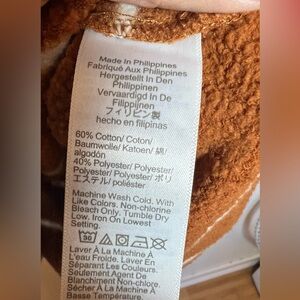 Made In Philippines
Fabriqué Aux Philippines
Hergestellt In Den
Philippinen
Vervaardigd In De
Filippijnen
フィリピン製
hecho en filipinas
60% Cotton/ Coton/
Baumwolle/ Katoen/ 綿/
algodón
40% Polyester/ Polyester/
Polyester/ Polyester/ ポリ
エステル/ poliéster
Machine Wash Cold. With
Like Colors. Non-chlorine
Bleach Only. Tumble Dry
Low. Iron On Lowest
Setting.
Laver À La Machine À
L'eau Froide. Laver En
Séparant Les Couleurs.
Seulement Agent De
Blanchiment Non-chloré.
Sécher À La Machine À
Basse Température.